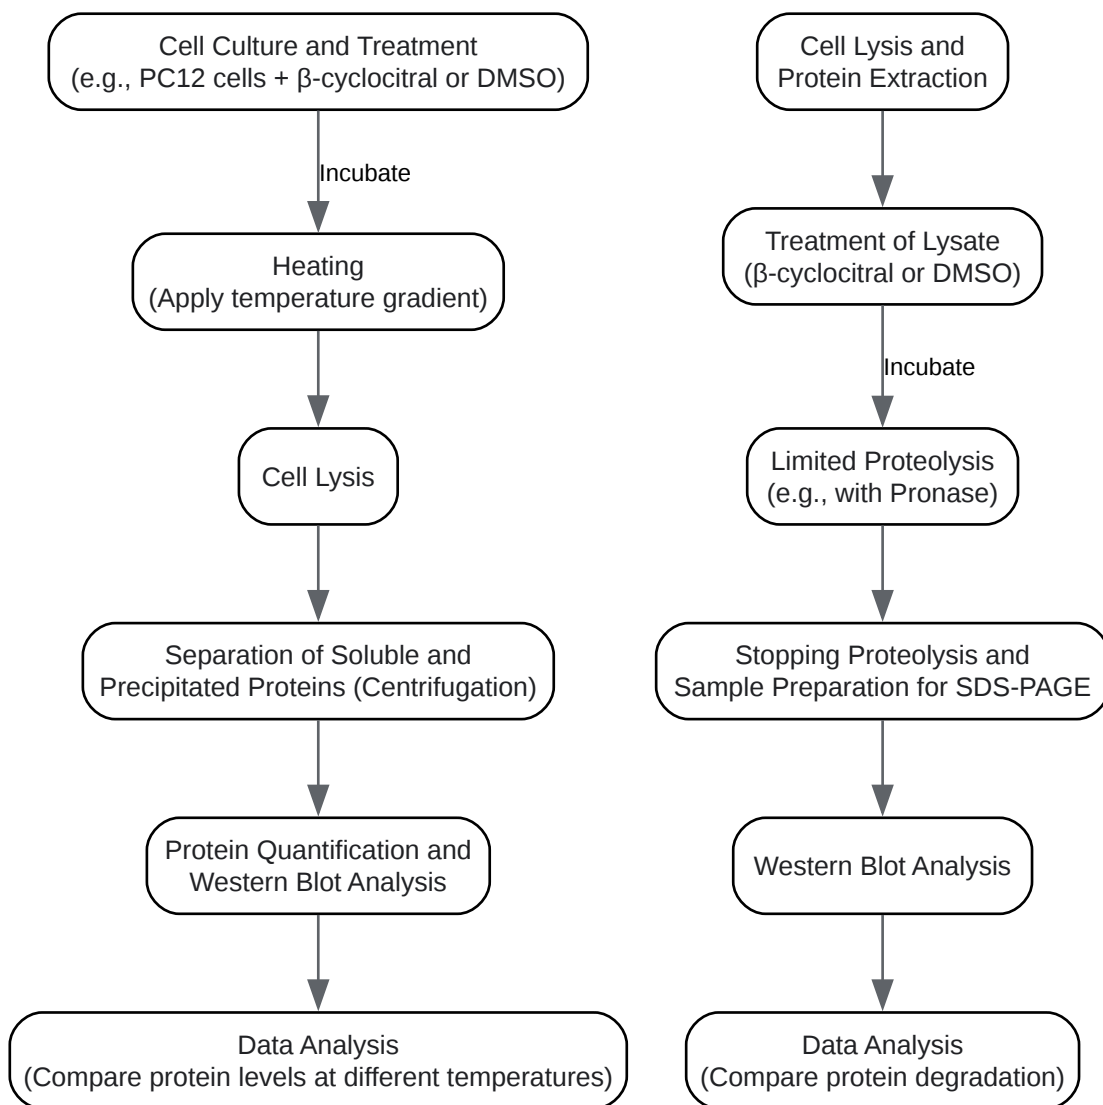 Cell Culture and Treatment
(e.g., PC12 cells + β-cyclocitral or DMSO)
Incubate
Heating
(Apply temperature gradient)
Cell Lysis
Separation of Soluble and
Precipitated Proteins (Centrifugation)
Protein Quantification and
Western Blot Analysis
Data Analysis
(Compare protein levels at different temperatures)
Cell Lysis and
Protein Extraction
Treatment of Lysate
(β-cyclocitral or DMSO)
Incubate
Limited Proteolysis
(e.g., with Pronase)
Stopping Proteolysis and
Sample Preparation for SDS-PAGE
Western Blot Analysis
Data Analysis
(Compare protein degradation)